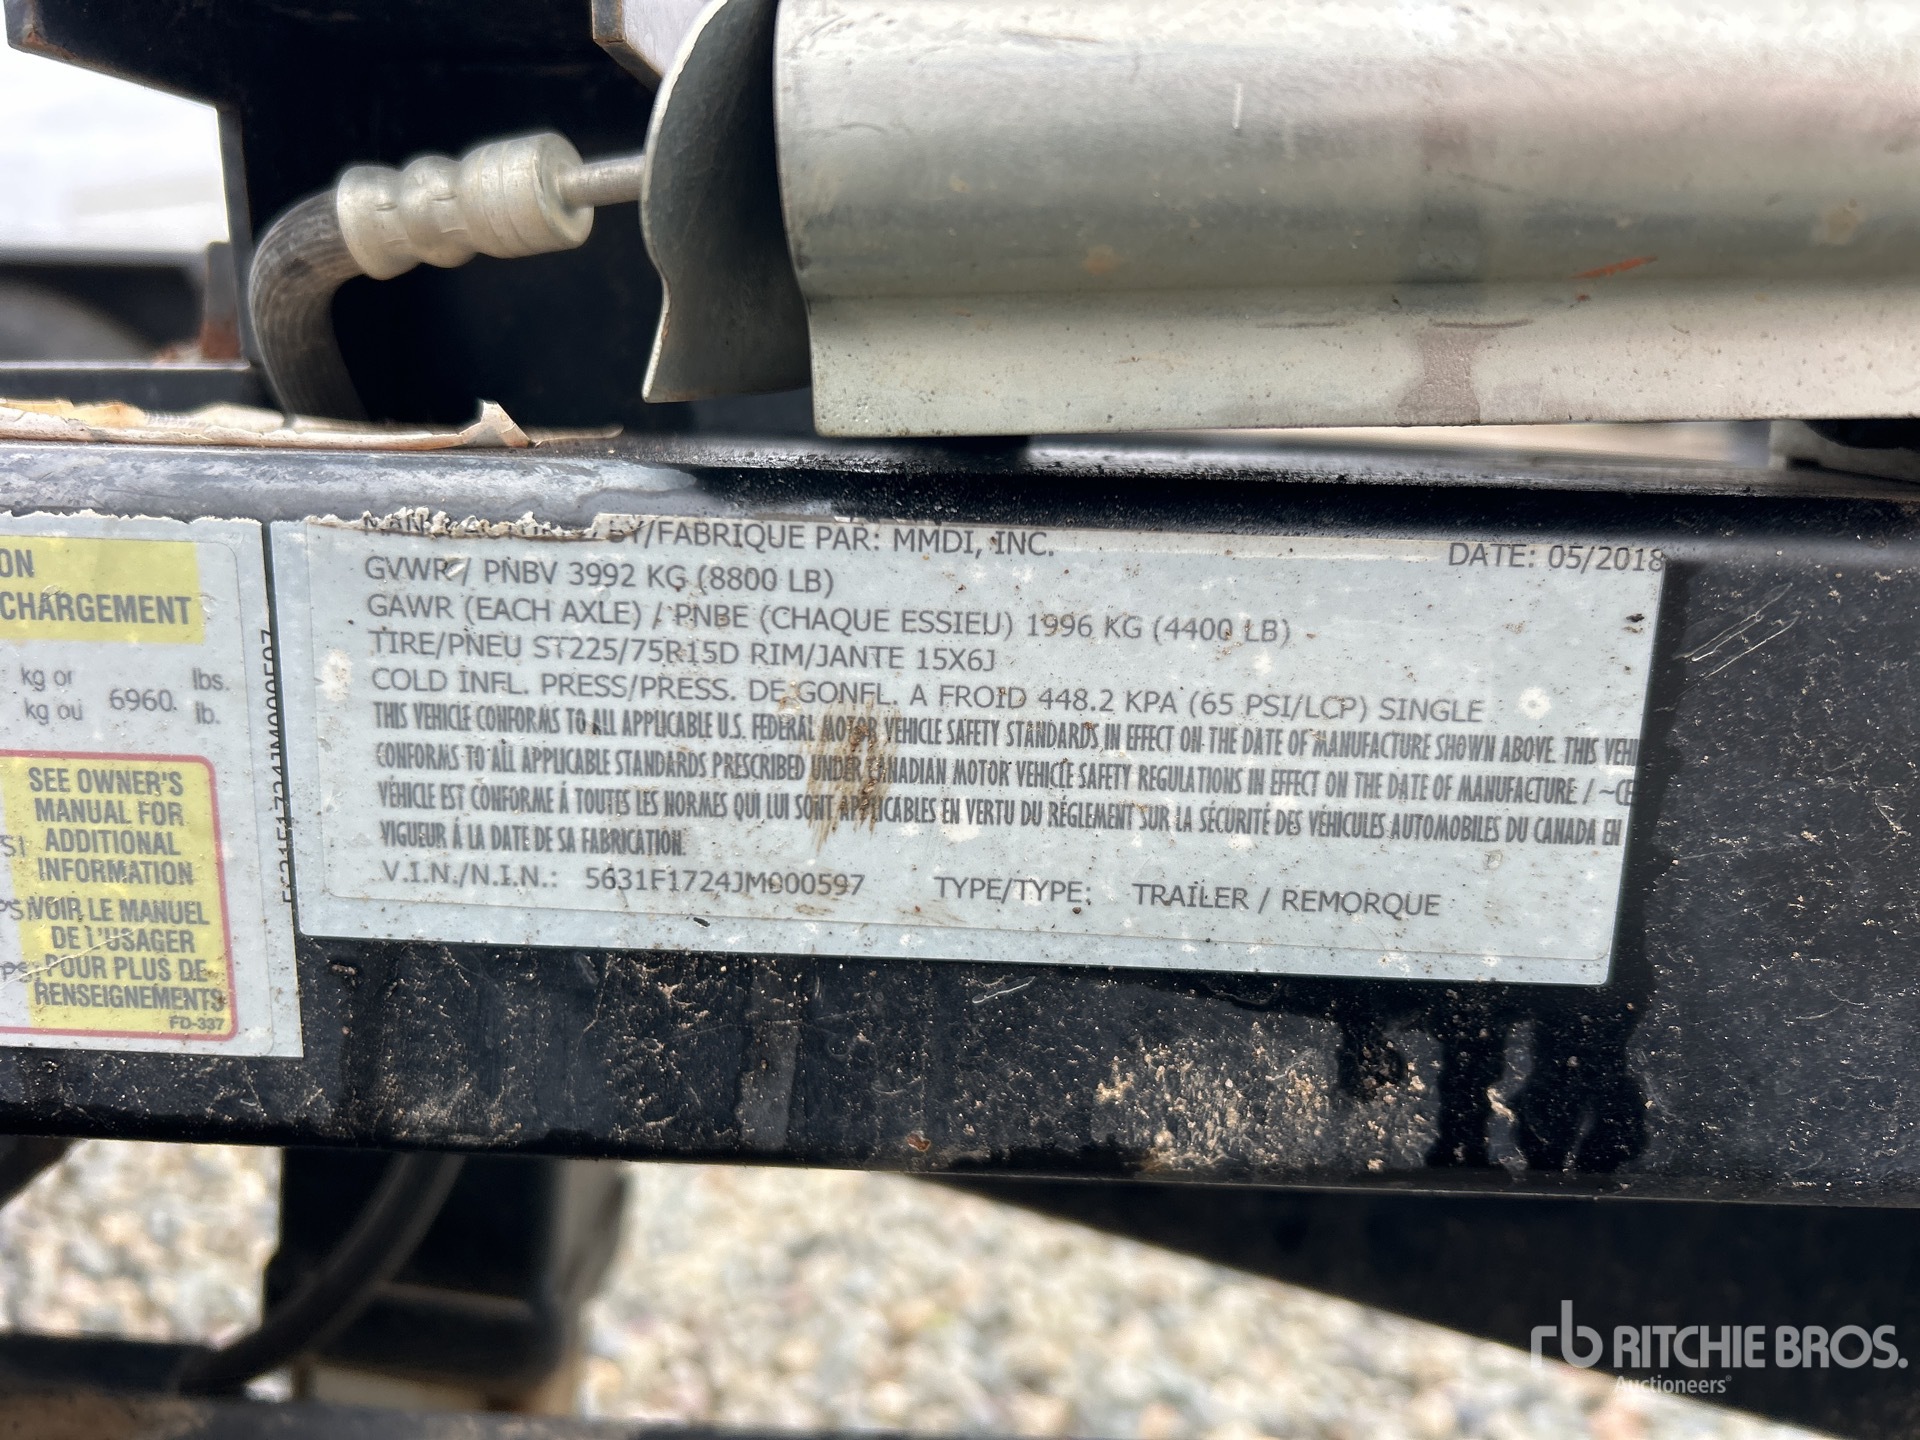 ON
CHARGEMENT
kg or
kg ou 6960. lbs.
lb.
SEE OWNER'S
MANUAL FOR
ADDITIONAL
INFORMATION
VOIR LE MANUEL
DE L'USAGER
POUR PLUS DE
RENSEIGNEMENTS
FD-337
BY/FABRIQUE PAR: MMDI, INC. DATE: 05/2018
GVWR / PNBV 3992 KG (8800 LB)
GAWR (EACH AXLE) / PNBE (CHAQUE ESSIEU) 1996 KG (4400 LB)
TIRE/PNEU ST225/75R15D RIM/JANTE 15X6J
COLD INFL. PRESS/PRESS. DE GONFL. A FROID 448.2 KPA (65 PSI/LCP) SINGLE
THIS VEHICLE CONFORMS TO ALL APPLICABLE U.S. FEDERAL MOTOR VEHICLE SAFETY STANDARDS IN EFFECT ON THE DATE OF MANUFACTURE SHOWN ABOVE. THIS VEHI
CONFORMS TO ALL APPLICABLE STANDARDS PRESCRIBED UNDER CANADIAN MOTOR VEHICLE SAFETY REGULATIONS IN EFFECT ON THE DATE OF MANUFACTURE. / ~CE
VÉHICLE EST CONFORME À TOUTES LES NORMES QUI LUI SONT APPLICABLES EN VERTU DU RÉGLEMENT SUR LA SÉCURITÉ DES VÉHICULES AUTOMOBILES DU CANADA EN
VIGUEUR À LA DATE DE SA FABRICATION.
V.I.N./N.I.N.: 5631F1724JM000597 TYPE/TYPE: TRAILER / REMORQUE
rb RITCHIE BROS.
Auctioneers